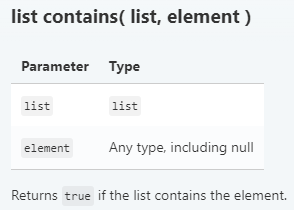 list contains( list, element )
Parameter Type
list list
element Any type, including null
Returns true if the list contains the element.